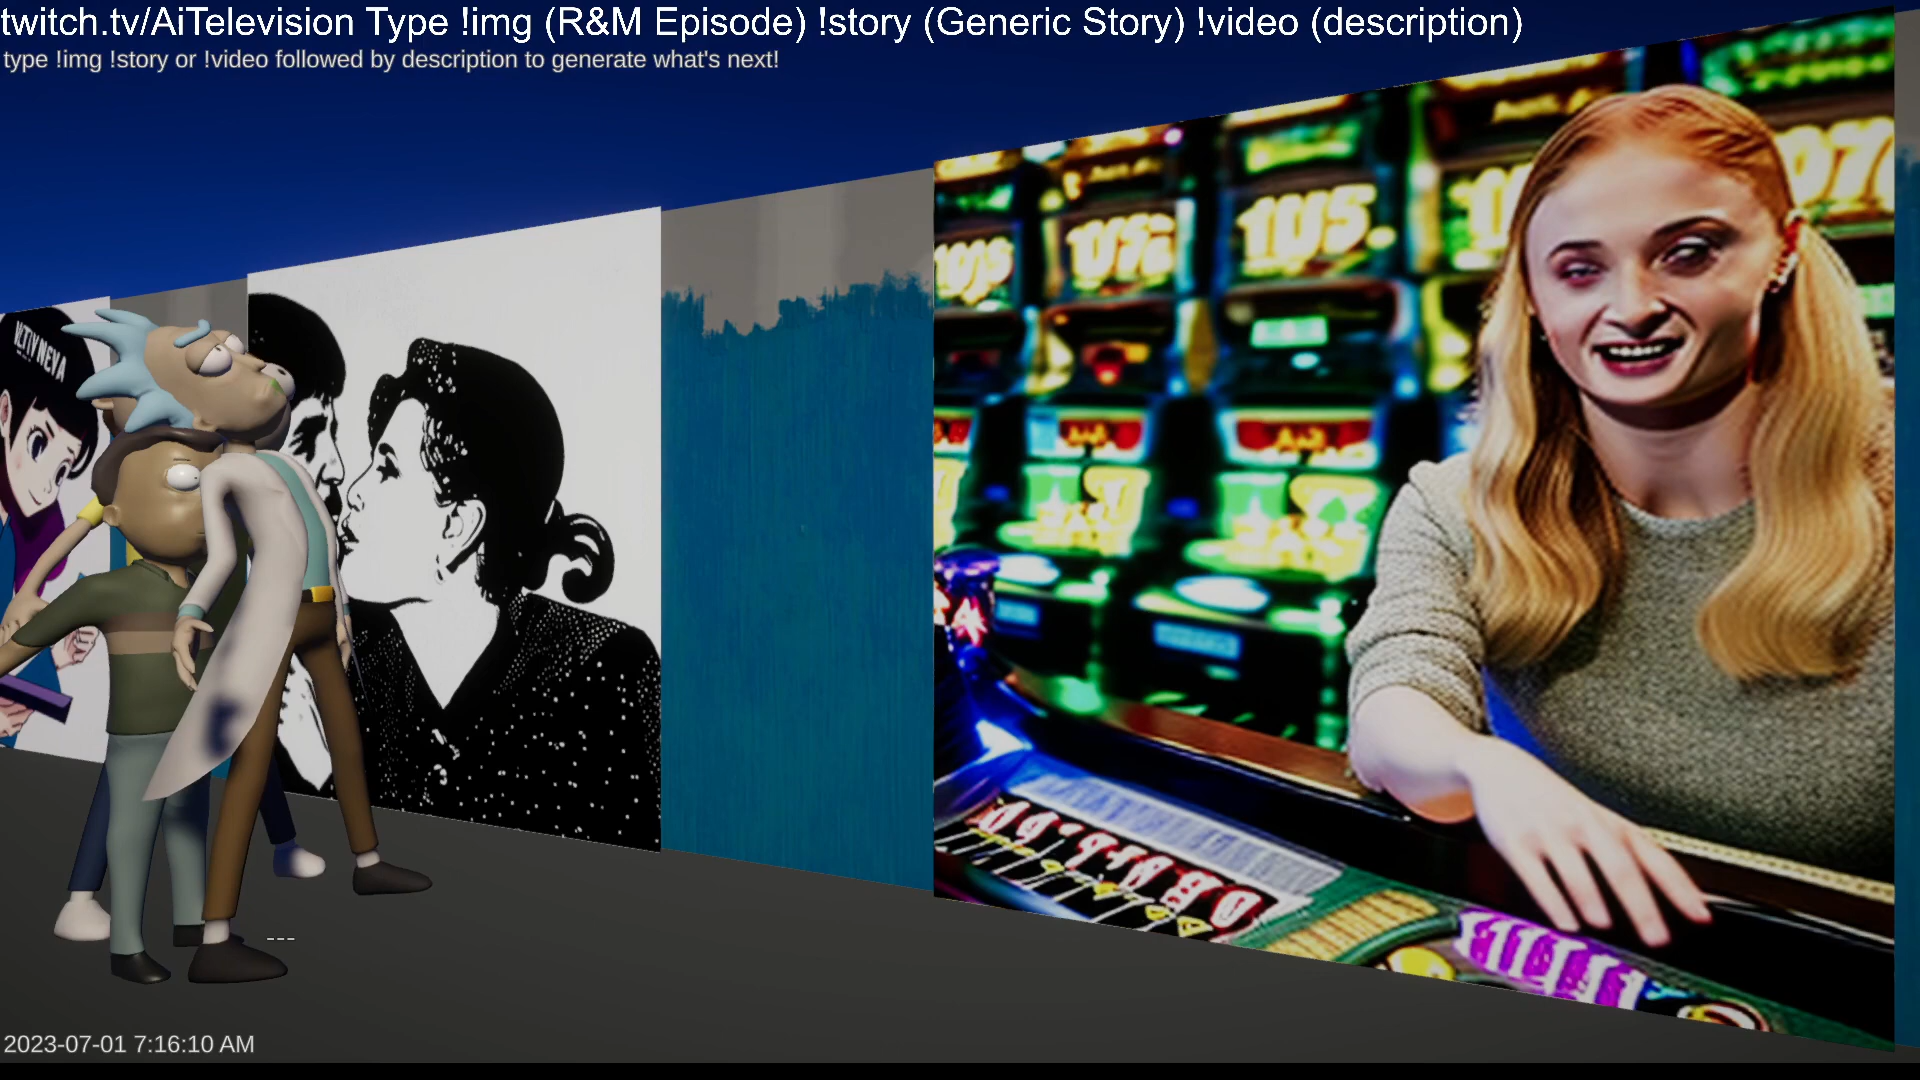 twitch.tv/AiTelevision Type !img (R&M Episode) !story (Generic Story) !video (description)
type !img !story or !video followed by description to generate what's next!
---
2023-07-01 7:16:10 AM